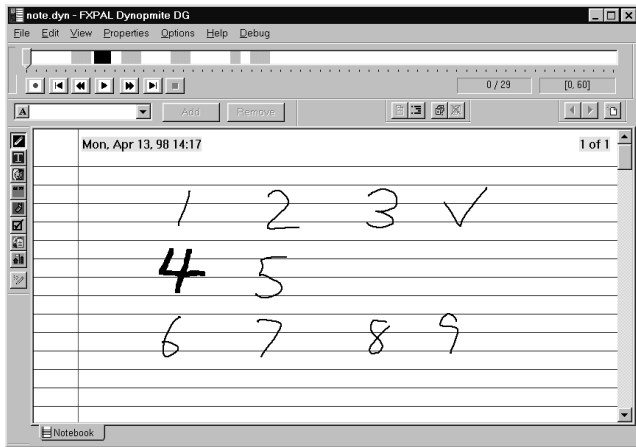 note.dyn - FXPAL Dynopmite DG
File Edit View Properties Options Help Debug
0 / 29 [0, 60]
A Add Remove
Mon, Apr 13, 98 14:17 1 of 1
1 2 3 ✓
4 5
6 7 8 9
Notebook